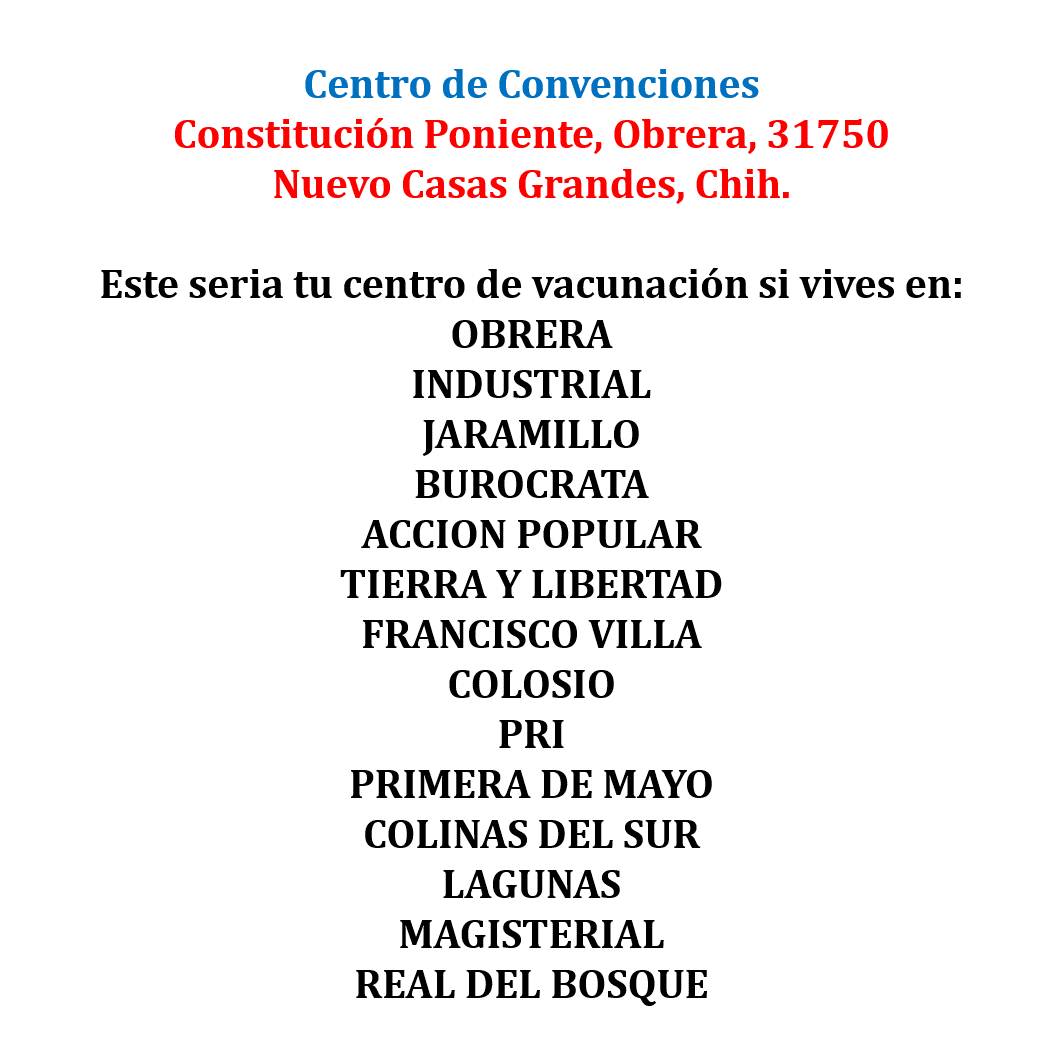 Centro de Convenciones
Constitución Poniente, Obrera, 31750
Nuevo Casas Grandes, Chih.
Este seria tu centro de vacunación si vives en:
OBRERA
INDUSTRIAL
JARAMILLO
BUROCRATA
ACCION POPULAR
TIERRA Y LIBERTAD
FRANCISCO VILLA
COLOSIO
PRI
PRIMERA DE MAYO
COLINAS DEL SUR
LAGUNAS
MAGISTERIAL
REAL DEL BOSQUE